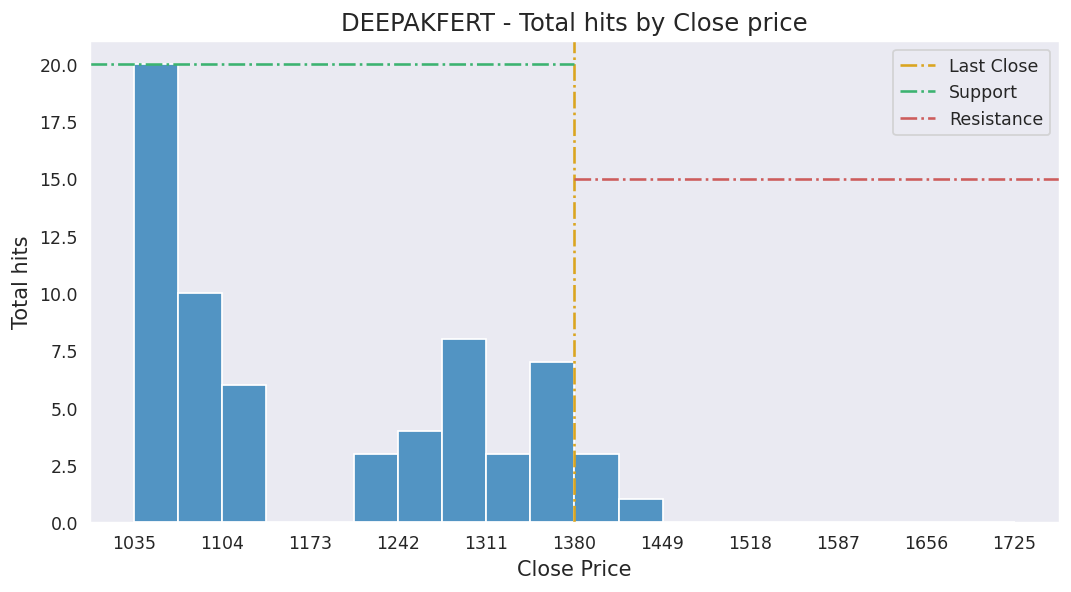 DEEPAKFERT - Total hits by Close price
Last Close
Support
Resistance
20.0
17.5
15.0
12.5
10.0
7.5
5.0
2.5
0.0
Total hits
1035 1104 1173 1242 1311 1380 1449 1518 1587 1656 1725
Close Price